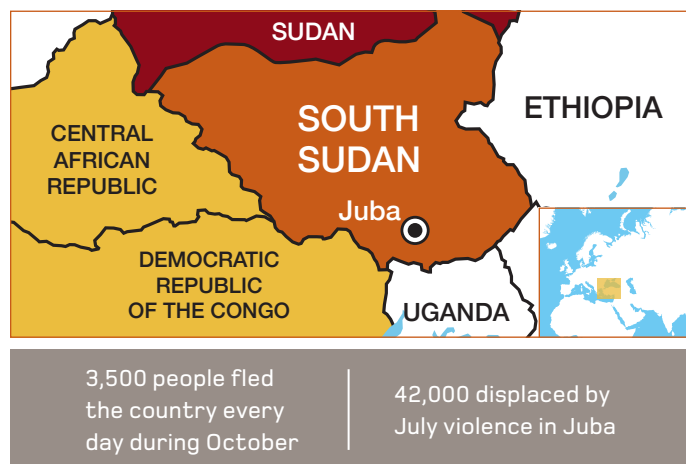 SUDAN
SOUTH
SUDAN
ETHIOPIA
CENTRAL
AFRICAN
REPUBLIC
Juba
DEMOCRATIC
REPUBLIC
OF THE CONGO
UGANDA
3,500 people fled
the country every
day during October
42,000 displaced by
July violence in Juba